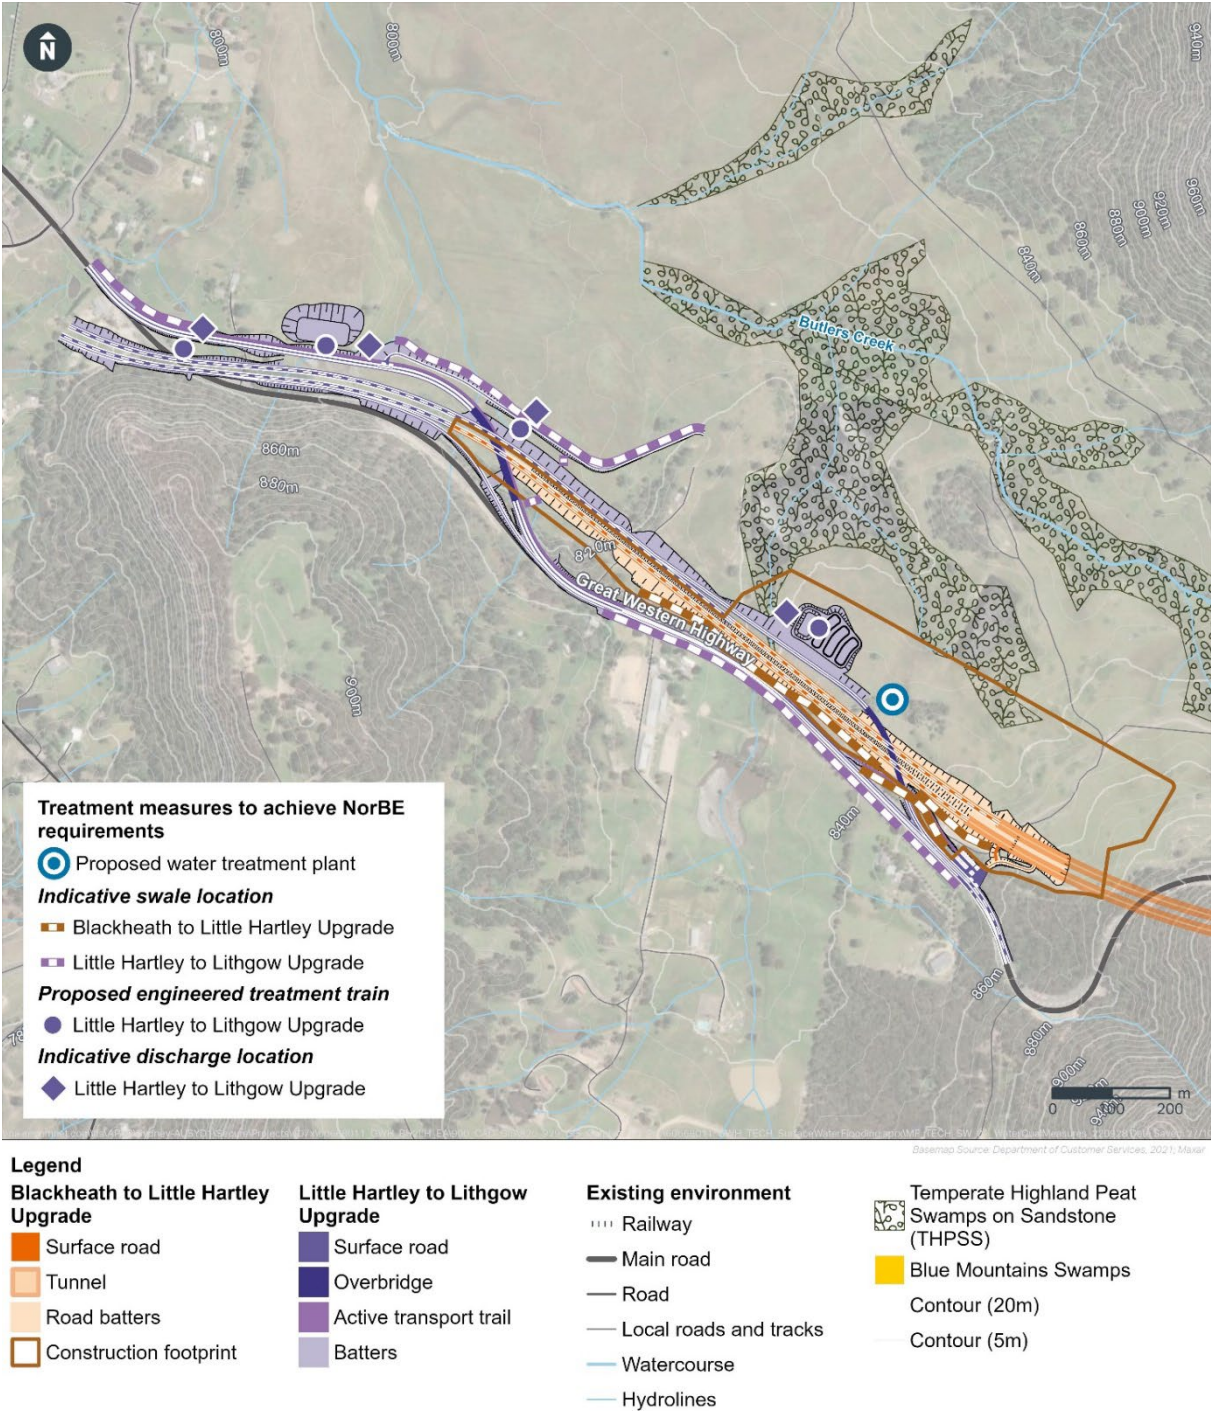 N
800m
800m
940m
960m
920m
900m
880m
860m
840m
Butlers Creek
860m
880m
820m
Great Western Highway
900m
840m
860m
880m
900m
940m
Treatment measures to achieve NorBE
requirements
Proposed water treatment plant
Indicative swale location
Blackheath to Little Hartley Upgrade
Little Hartley to Lithgow Upgrade
Proposed engineered treatment train
Little Hartley to Lithgow Upgrade
Indicative discharge location
Little Hartley to Lithgow Upgrade
m
0 100 200
Basemap Source: Department of Customer Services, 2021; Maxar
Legend
Blackheath to Little Hartley
Upgrade
Surface road
Tunnel
Road batters
Construction footprint
Little Hartley to Lithgow
Upgrade
Surface road
Overbridge
Active transport trail
Batters
Existing environment
Railway
Main road
Road
Local roads and tracks
Watercourse
Hydrolines
Temperate Highland Peat
Swamps on Sandstone
(THPSS)
Blue Mountains Swamps
Contour (20m)
Contour (5m)